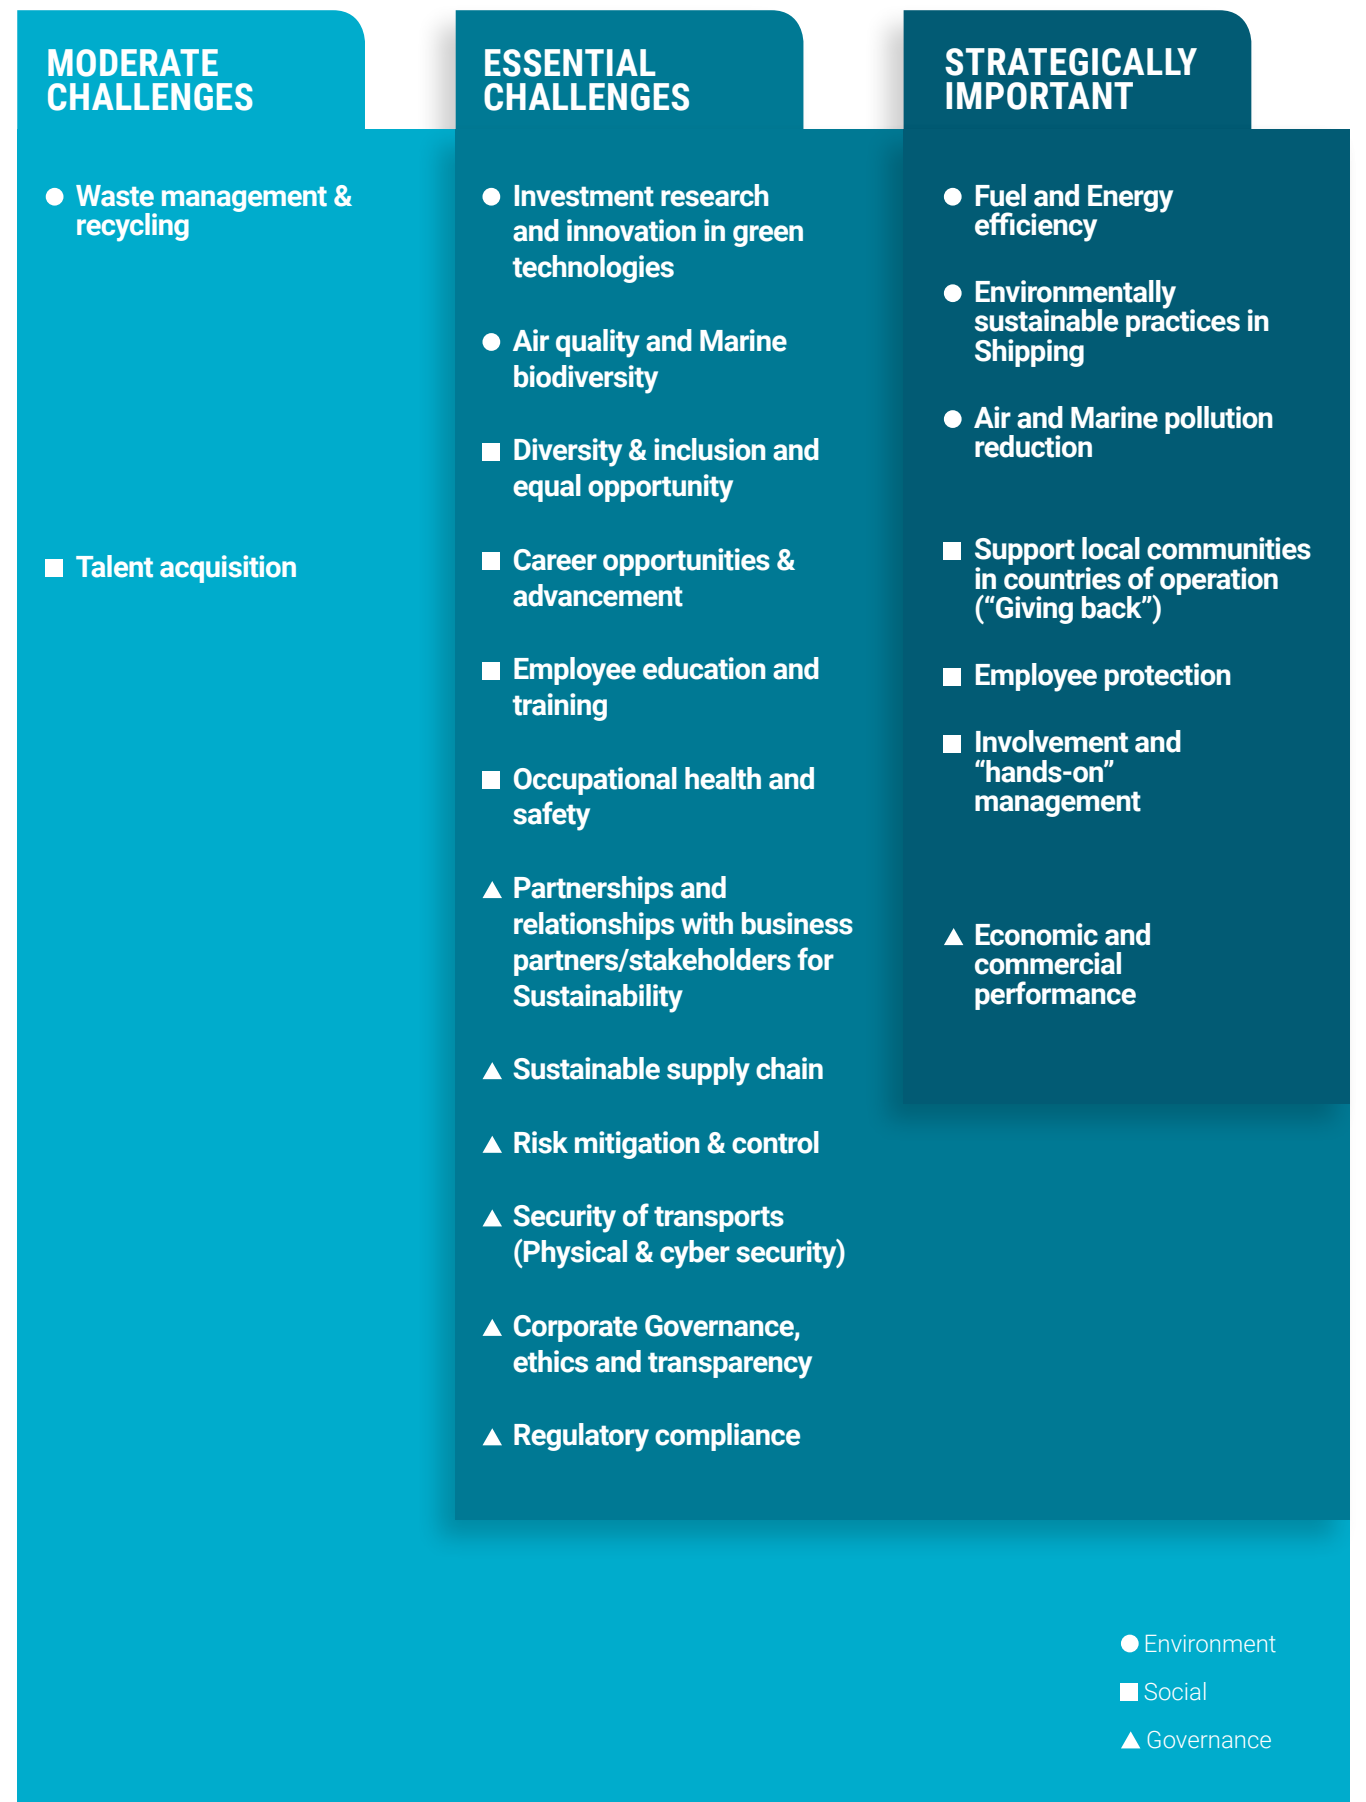 MODERATE
CHALLENGES
Waste management &
recycling
Talent acquisition
ESSENTIAL
CHALLENGES
Investment research
and innovation in green
technologies
Air quality and Marine
biodiversity
Diversity & inclusion and
equal opportunity
Career opportunities &
advancement
Employee education and
training
Occupational health and
safety
Partnerships and
relationships with business
partners/stakeholders for
Sustainability
Sustainable supply chain
Risk mitigation & control
Security of transports
(Physical & cyber security)
Corporate Governance,
ethics and transparency
Regulatory compliance
STRATEGICALLY
IMPORTANT
Fuel and Energy
efficiency
Environmentally
sustainable practices in
Shipping
Air and Marine pollution
reduction
Support local communities
in countries of operation
(“Giving back”)
Employee protection
Involvement and
“hands-on”
management
Economic and
commercial
performance
Environment
Social
Governance